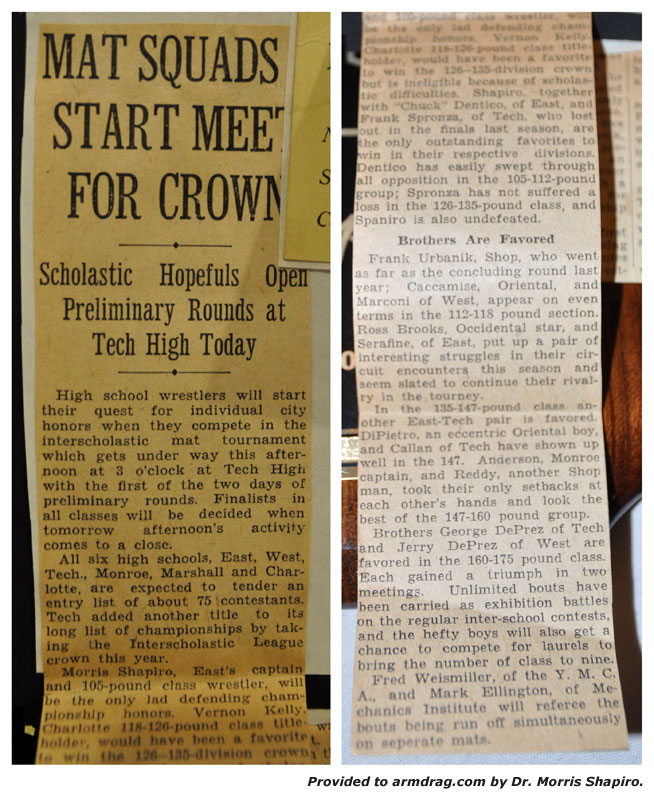 MAT SQUADS
START MEET
FOR CROWN
Scholastic Hopefuls Open
Preliminary Rounds at
Tech High Today
High school wrestlers will start
their quest for individual city
honors when they compete in the
interscholastic mat tournament
which gets under way this after-
noon at 3 o'clock at Tech High
with the first of the two days of
preliminary rounds. Finalists in
all classes will be decided when
tomorrow afternoon's activity
comes to a close.
All six high schools, East, West,
Tech., Monroe, Marshall and Char-
lotte, are expected to tender an
entry list of about 75 contestants.
Tech added another title to its
long list of championships by tak-
ing the Interscholastic League
crown this year.
Morris Shapiro, East's captain
and 105-pound class wrestler, will
be the only lad defending cham-
pionship honors. Vernon Kelly,
Charlotte 118-126-pound class title-
holder, would have been a favorite
to win the 126-135-division crown
and 105-pound class wrestler, will
be the only lad defending cham-
pionship honors. Vernon Kelly,
Charlotte 118-126-pound class title-
holder, would have been a favorite
to win the 126-135-division crown
but is ineligible because of scholas-
tic difficulties. Shapiro, together
with "Chuck" Dentico, of East, and
Frank Spronza, of Tech, who lost
out in the finals last season, are
the only outstanding favorites to
win in their respective divisions.
Dentico has easily swept through
all opposition in the 105-112-pound
group; Spronza has not suffered a
loss in the 126-135-pound class, and
Spaniro is also undefeated.
Brothers Are Favored
Frank Urbanik, Shop, who went
as far as the concluding round last
year; Caccamise, Oriental, and
Marconi of West, appear on even
terms in the 112-118 pound section.
Ross Brooks, Occidental star, and
Serafine, of East, put up a pair of
interesting struggles in their cir-
cuit encounters this season and
seem slated to continue their rival-
ry in the tourney.
In the 135-147-pound class an-
other East-Tech pair is favored.
DiPietro, an eccentric Oriental boy,
and Callan of Tech have shown up
well in the 147. Anderson, Monroe
captain, and Reddy, another Shop
man, took their only setbacks at
each other's hands and look the
best of the 147-160 pound group.
Brothers George DePrez of Tech
and Jerry DePrez of West are
favored in the 160-175 pound class.
Each gained a triumph in two
meetings. Unlimited bouts have
been carried as exhibition battles
on the regular inter-school contests,
and the hefty boys will also get a
chance to compete for laurels to
bring the number of class to nine.
Fred Weismiller, of the Y. M. C.
A., and Mark Ellington, of Me-
chanics Institute will referee the
bouts being run off simultaneously
on seperate mats.
Provided to armdrag.com by Dr. Morris Shapiro.